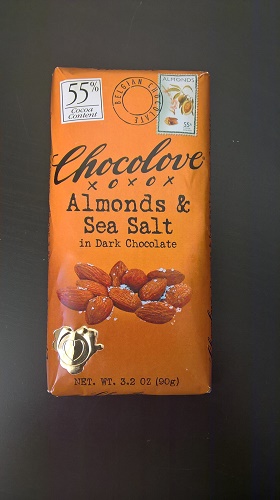 55%
Cocoa
Content
BELGIAN CHOCOLATE
ALMONDS
55¢
Chocolove
XOXOX
Almonds &
Sea Salt
in Dark Chocolate
NET. WT. 3.2 OZ (90g)